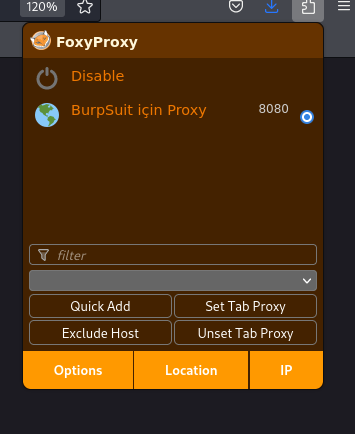 120%
FoxyProxy
Disable
BurpSuit için Proxy 8080
filter
Quick Add Set Tab Proxy
Exclude Host Unset Tab Proxy
Options Location IP